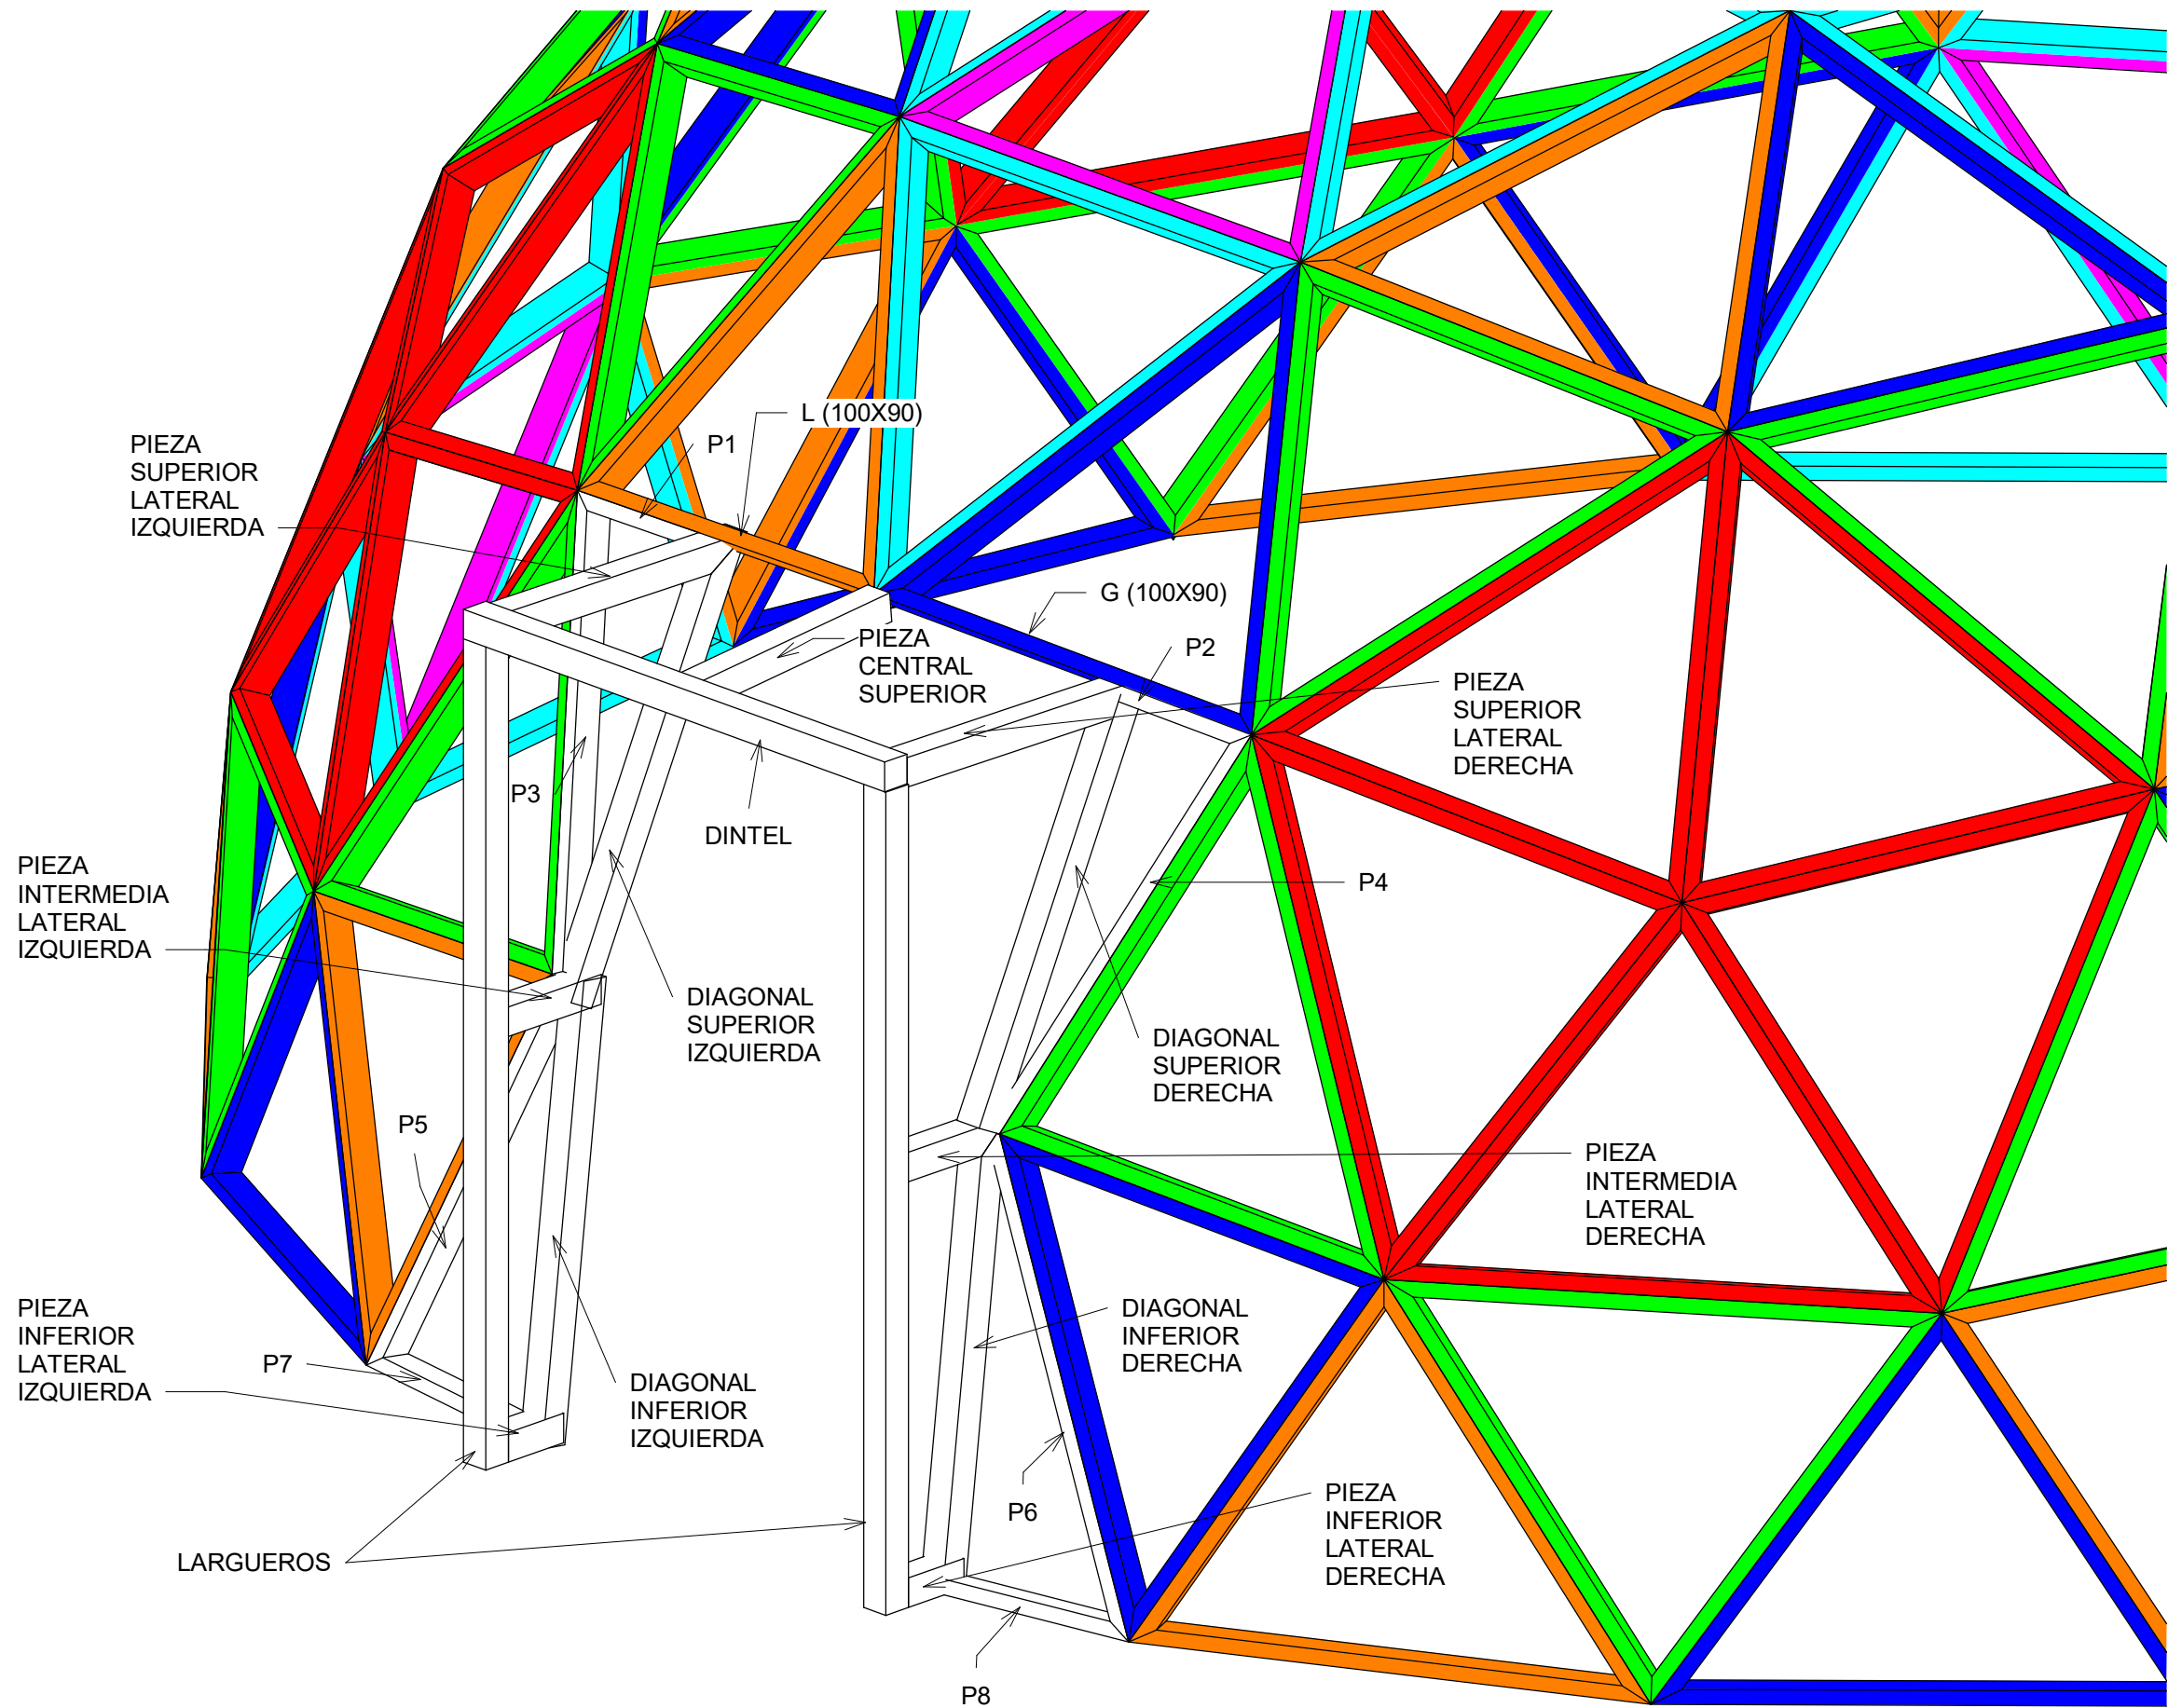 L (100X90)
P1
PIEZA
SUPERIOR
LATERAL
IZQUIERDA
G (100X90)
PIEZA
CENTRAL
SUPERIOR
P2
PIEZA
SUPERIOR
LATERAL
DERECHA
P3
DINTEL
PIEZA
INTERMEDIA
LATERAL
IZQUIERDA
P4
DIAGONAL
SUPERIOR
IZQUIERDA
DIAGONAL
SUPERIOR
DERECHA
P5
PIEZA
INTERMEDIA
LATERAL
DERECHA
PIEZA
INFERIOR
LATERAL
IZQUIERDA
P7
DIAGONAL
INFERIOR
DERECHA
DIAGONAL
INFERIOR
IZQUIERDA
P6
PIEZA
INFERIOR
LATERAL
DERECHA
LARGUEROS
P8